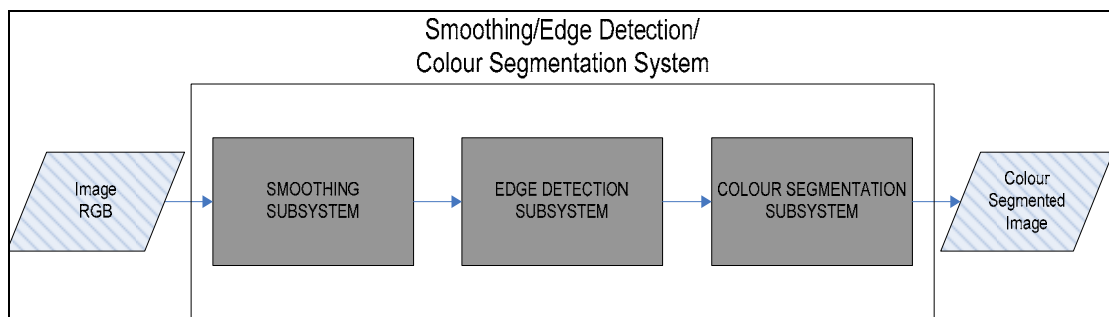 Smoothing/Edge Detection/
Colour Segmentation System
Image
RGB
SMOOTHING
SUBSYSTEM
EDGE DETECTION
SUBSYSTEM
COLOUR SEGMENTATION
SUBSYSTEM
Colour
Segmented
Image